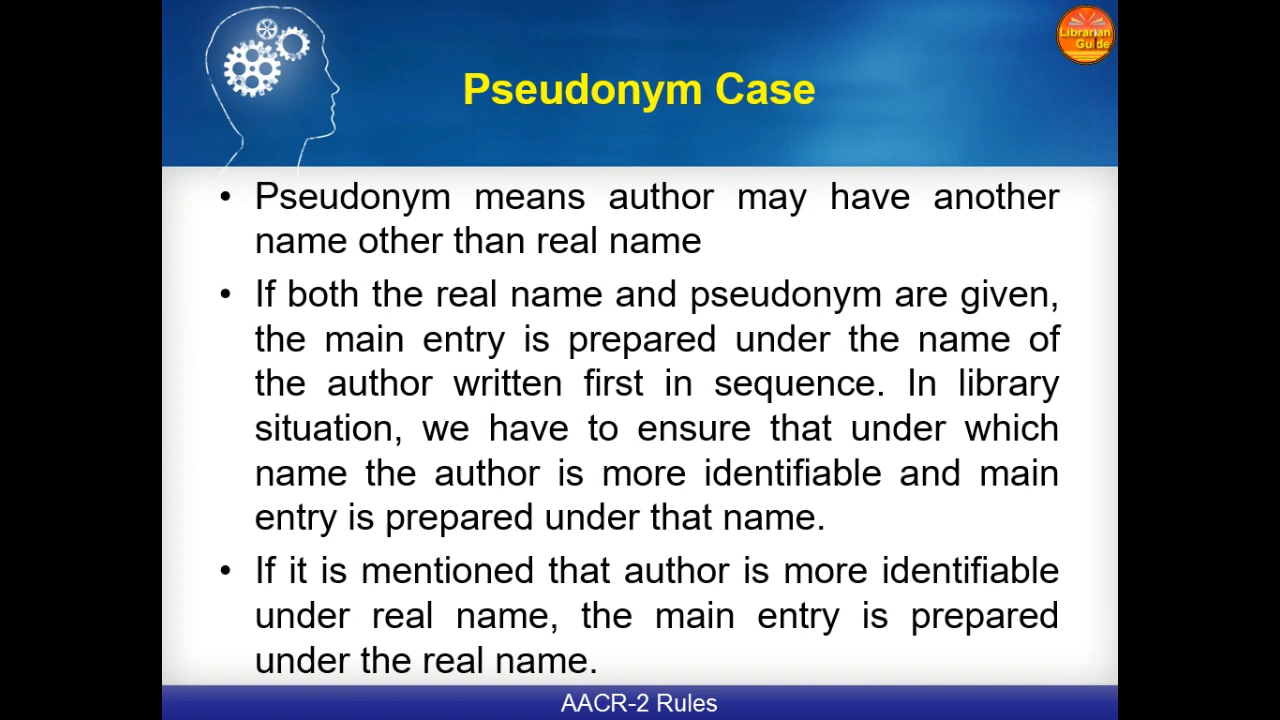 Librarian
Guide
Pseudonym Case
• Pseudonym means author may have another
name other than real name
• If both the real name and pseudonym are given,
the main entry is prepared under the name of
the author written first in sequence. In library
situation, we have to ensure that under which
name the author is more identifiable and main
entry is prepared under that name.
• If it is mentioned that author is more identifiable
under real name, the main entry is prepared
under the real name.
AACR-2 Rules